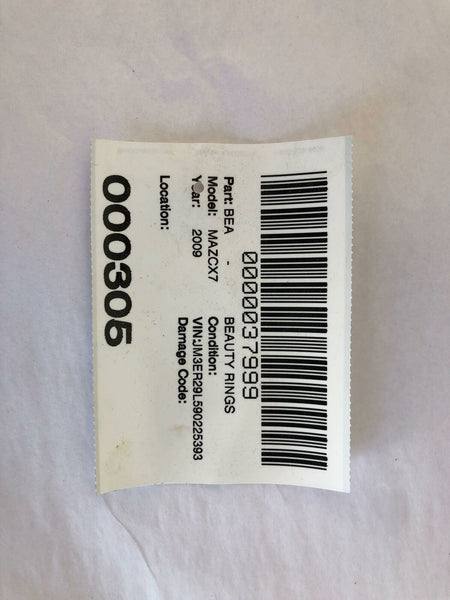 0000037999
Part: BEA - BEAUTY RINGS
Model: MAZCX7 Condition:
Year: 2009 VIN:JM3ER29L590225393
Damage Code:
Location:
000305